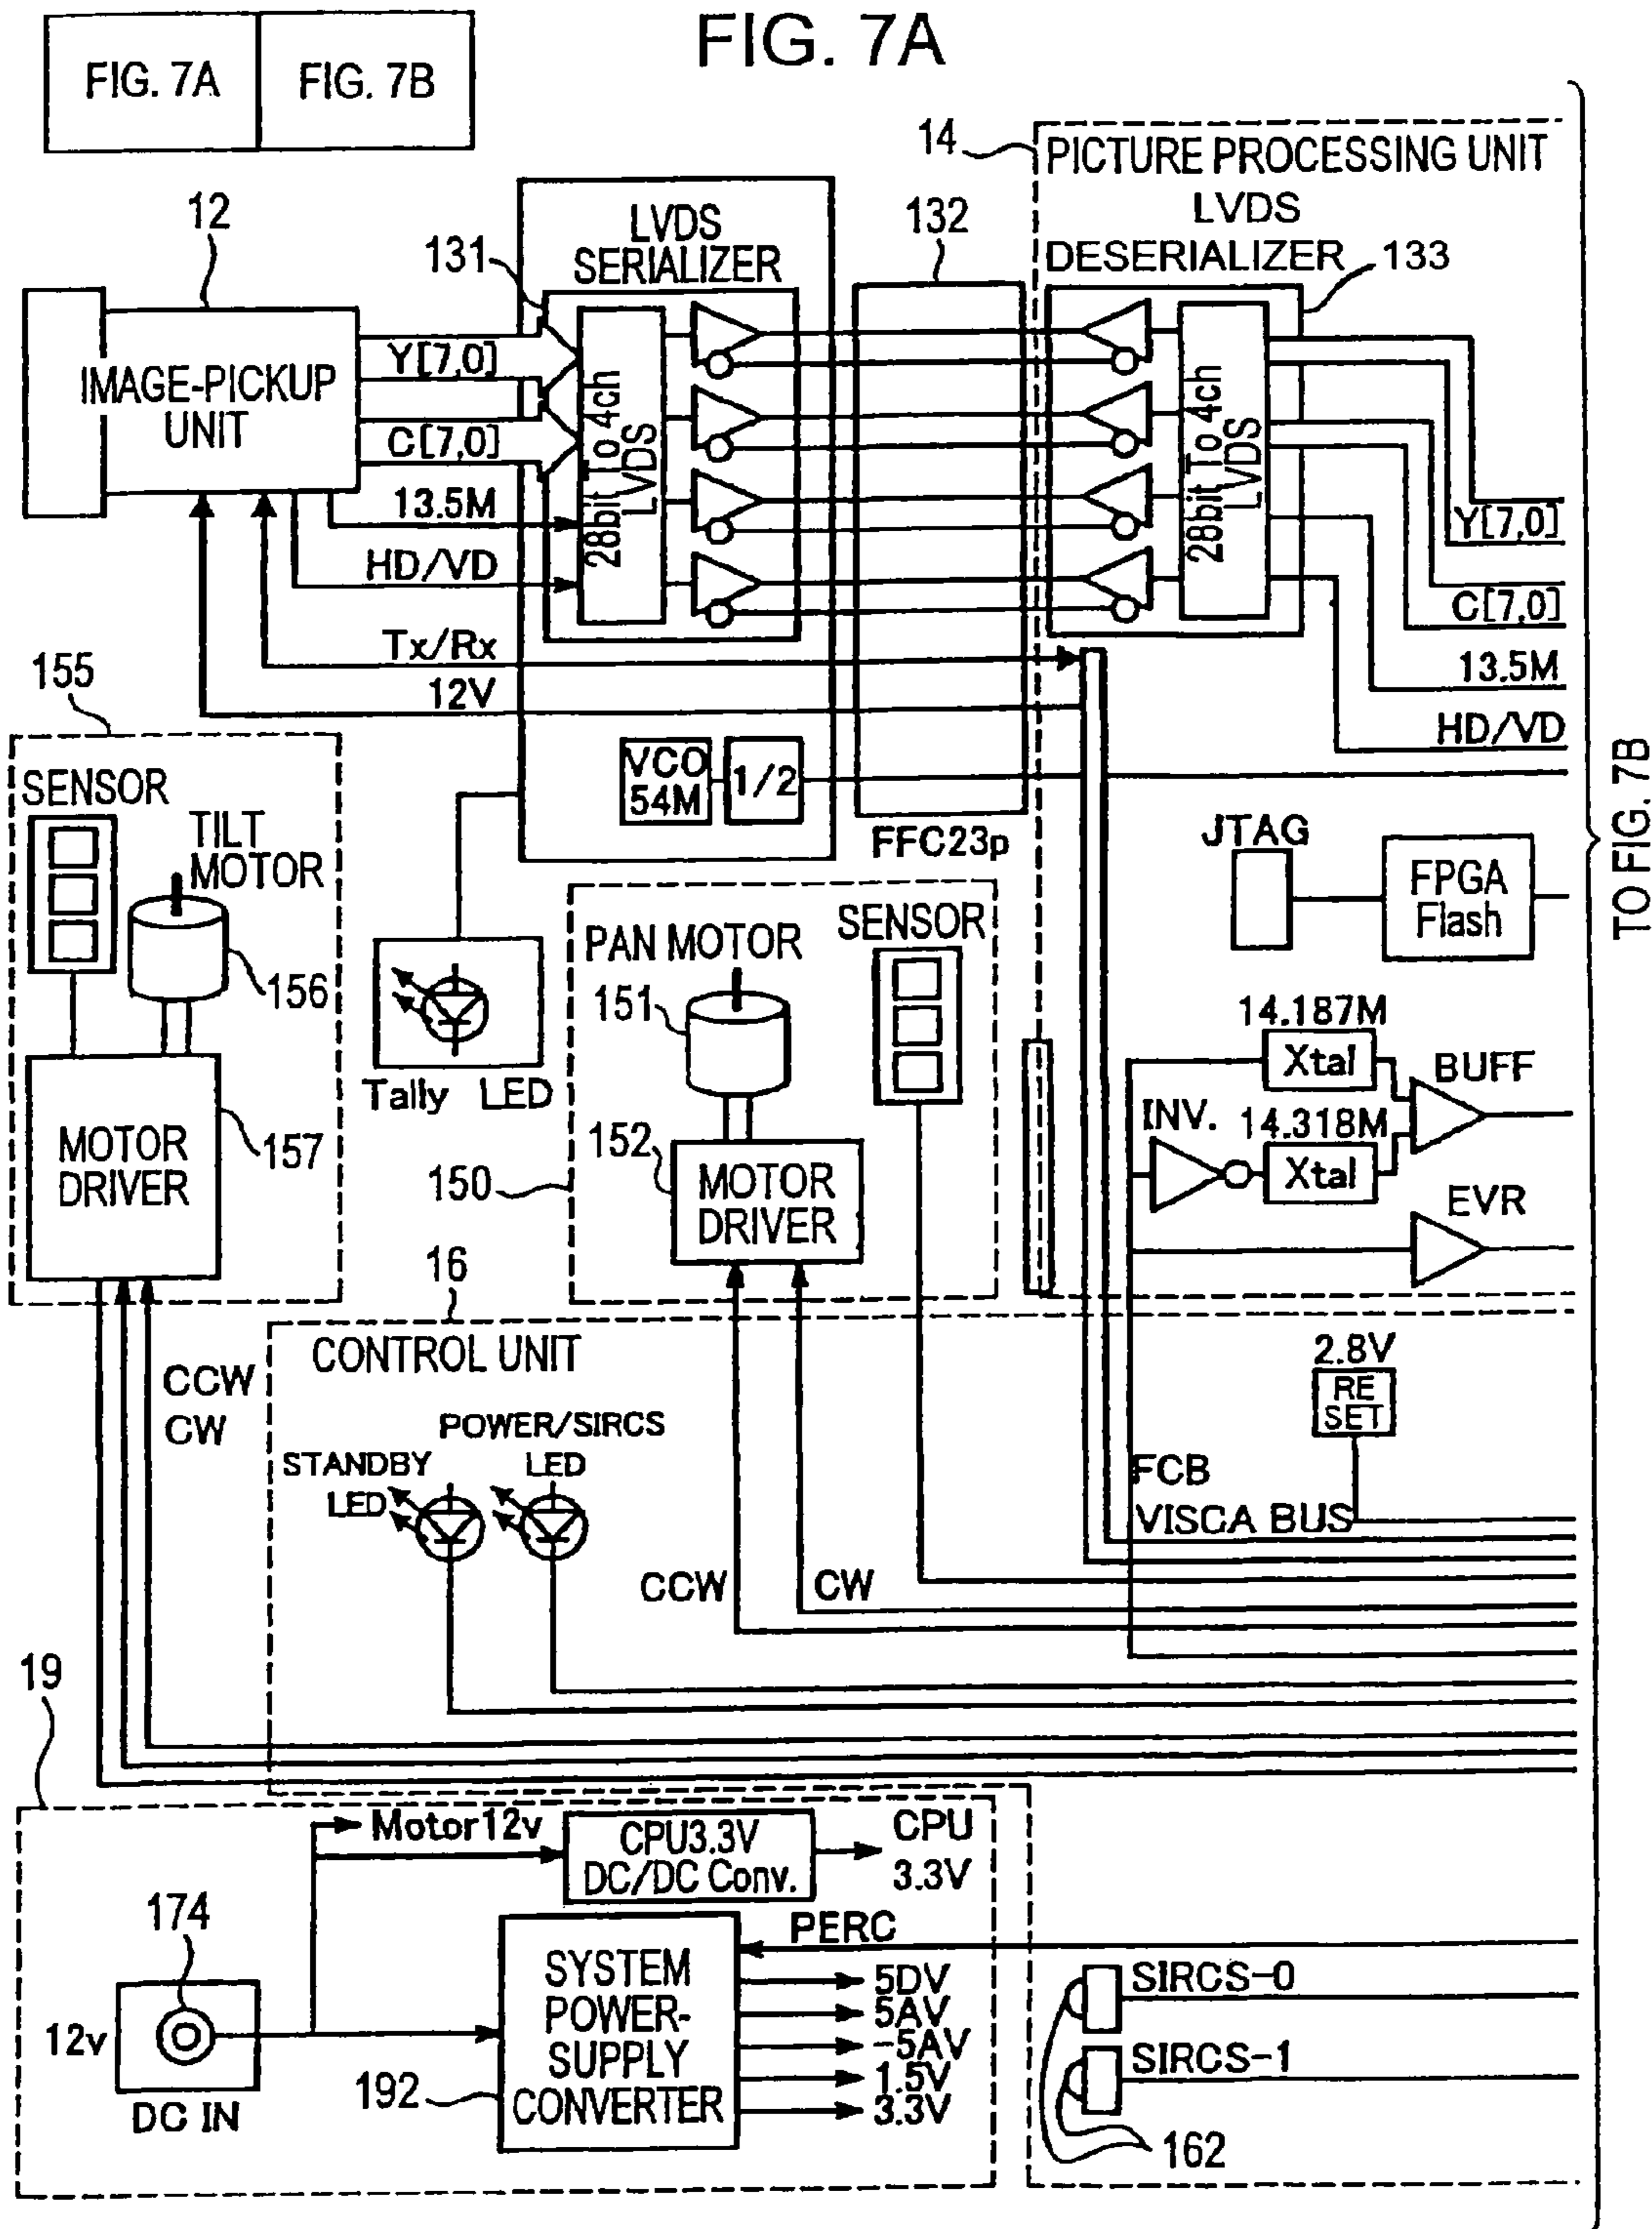 FIG. 7A
FIG. 7A
FIG. 7B
14
PICTURE PROCESSING UNIT
12
131
LVDS
SERIALIZER
132
LVDS
DESERIALIZER
133
IMAGE-PICKUP
UNIT
Y[7,0]
C[7,0]
13.5M
HD/VD
Tx/Rx
12V
28bit To 4ch
LVDS
28bit To 4ch
LVDS
Y[7,0]
C[7,0]
13.5M
HD/VD
TO FIG. 7B
VCO
54M
1/2
FFC23p
155
SENSOR
TILT
MOTOR
156
MOTOR
DRIVER
157
Tally LED
150
PAN MOTOR
151
SENSOR
152
MOTOR
DRIVER
JTAG
FPGA
Flash
14.187M
Xtal
BUFF
INV.
14.318M
Xtal
EVR
16
CONTROL UNIT
CCW
CW
POWER/SIRCS
LED
STANDBY
LED
CCW
CW
2.8V
RE
SET
FCB
VISCA BUS
19
Motor12v
CPU3.3V
DC/DC Conv.
CPU
3.3V
174
12v
DC IN
192
SYSTEM
POWER-
SUPPLY
CONVERTER
PERC
5DV
5AV
-5AV
1.5V
3.3V
SIRCS-0
SIRCS-1
162